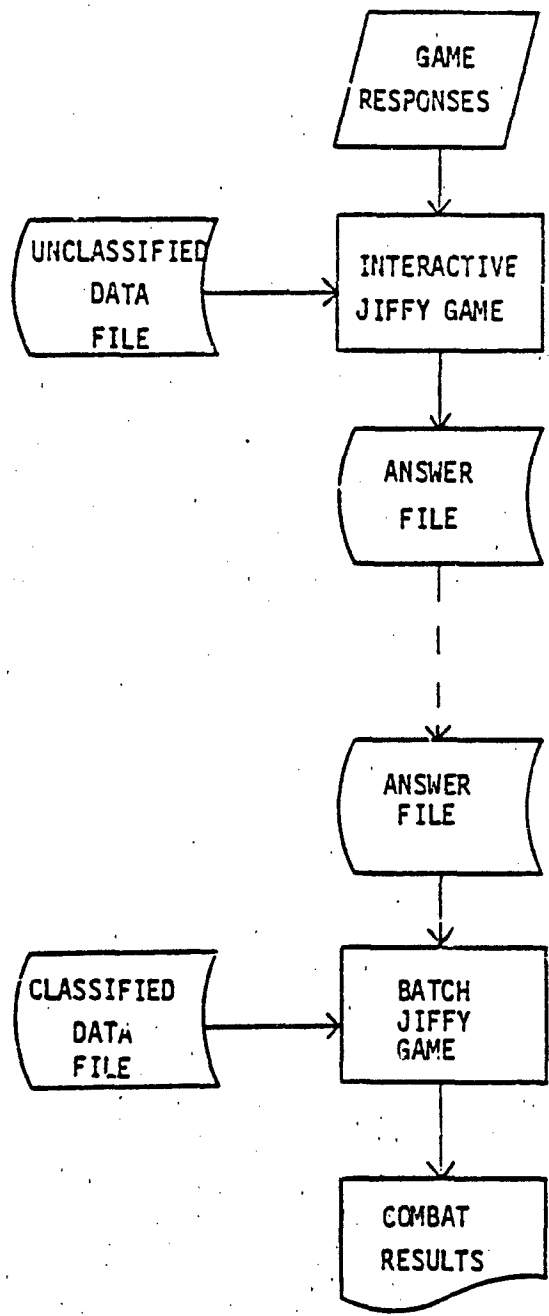 GAME
RESPONSES
UNCLASSIFIED
DATA
FILE
INTERACTIVE
JIFFY GAME
ANSWER
FILE
ANSWER
FILE
CLASSIFIED
DATA
FILE
BATCH
JIFFY
GAME
COMBAT
RESULTS